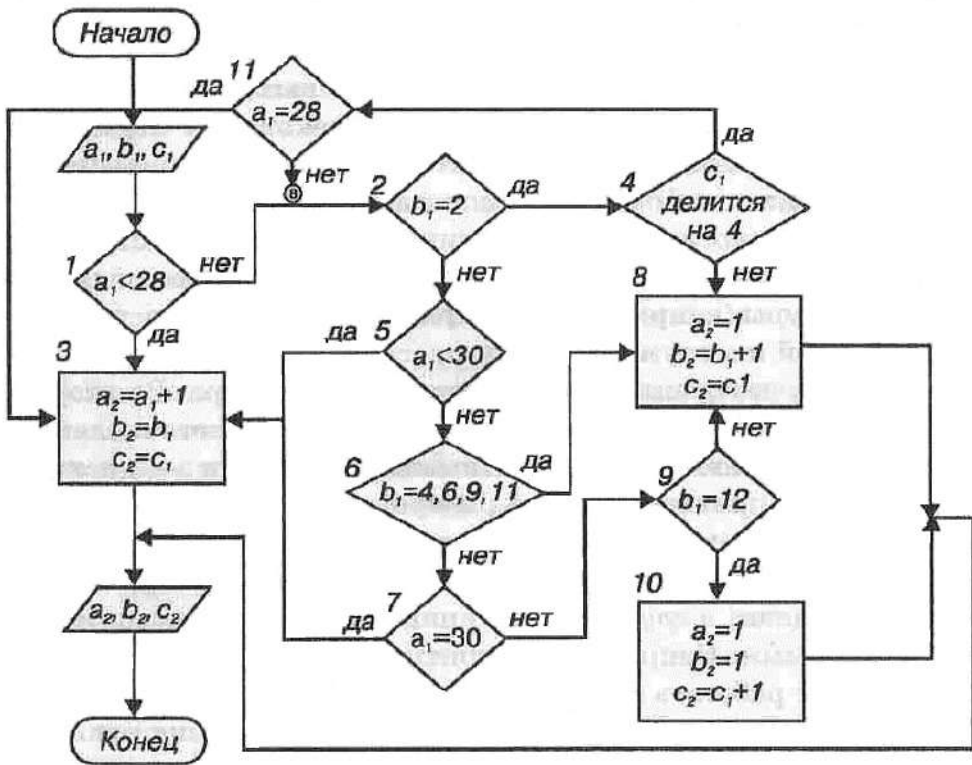 Начало
11
да
a₁=28
да
a₁, b₁, c₁
нет
в
2
b₁=2
да
4
c₁
делится
на 4
1
a₁<28
нет
нет
нет
8
да
3
да
5
a₁<30
a₂=1
b₂=b₁+1
c₂=c1
a₂=a₁+1
b₂=b₁
c₂=c₁
нет
нет
6
b₁=4,6,9,11
да
9
b₁=12
нет
да
10
a₂, b₂, c₂
да
7
a₁=30
нет
a₂=1
b₂=1
c₂=c₁+1
Конец